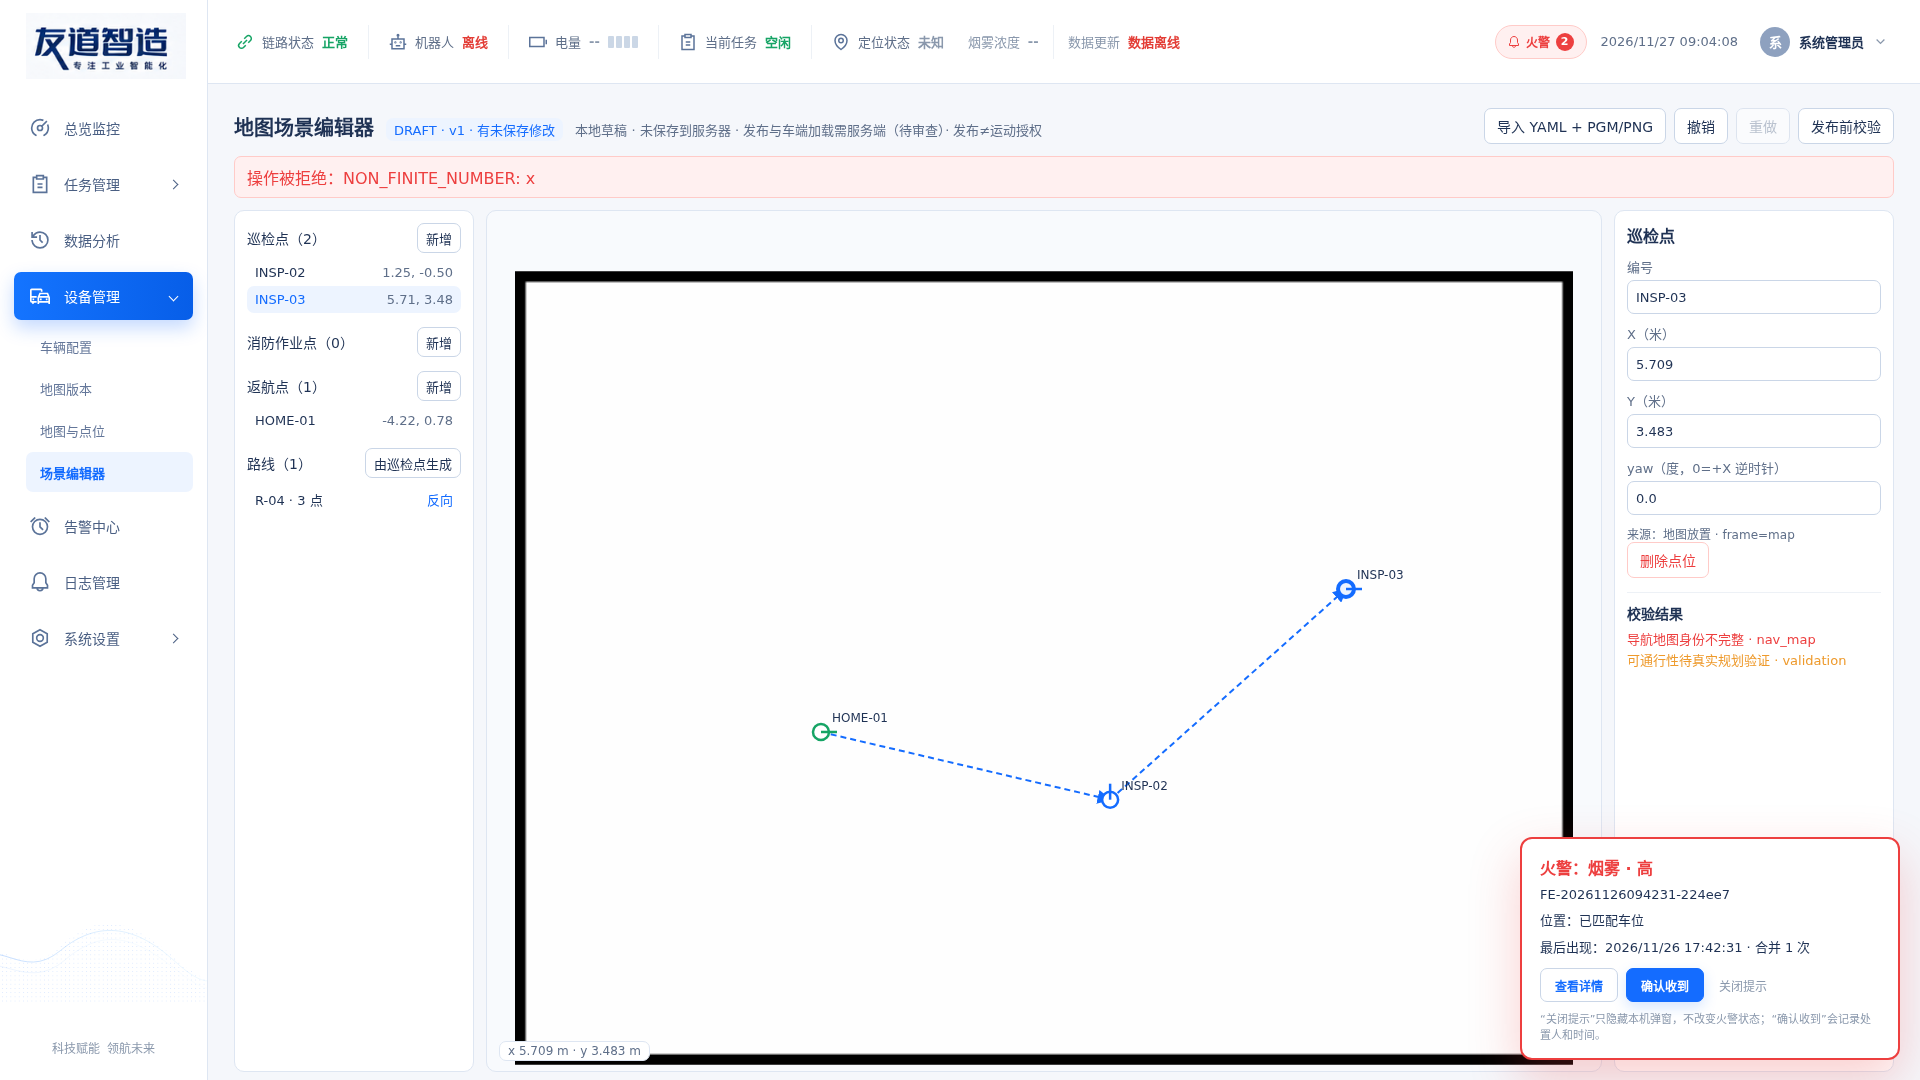 友道智造
专注工业智能化
链路状态 正常
机器人 离线
电量 --
当前任务 空闲
定位状态 未知
烟雾浓度 --
数据更新 数据离线
火警 2
2026/11/27 09:04:08
系 系统管理员
总览监控
任务管理
数据分析
设备管理
车辆配置
地图版本
地图与点位
场景编辑器
告警中心
日志管理
系统设置
科技赋能 领航未来
地图场景编辑器
DRAFT · v1 · 有未保存修改
本地草稿 · 未保存到服务器 · 发布与车端加载需服务端（待审查）· 发布≠运动授权
导入 YAML + PGM/PNG
撤销
重做
发布前校验
操作被拒绝：NON_FINITE_NUMBER: x
巡检点（2） 新增
INSP-02 1.25, -0.50
INSP-03 5.71, 3.48
消防作业点（0） 新增
返航点（1） 新增
HOME-01 -4.22, 0.78
路线（1） 由巡检点生成
R-04 · 3 点 反向
INSP-03
HOME-01
INSP-02
x 5.709 m · y 3.483 m
巡检点
编号
INSP-03
X（米）
5.709
Y（米）
3.483
yaw（度，0=+X 逆时针）
0.0
来源：地图放置 · frame=map
删除点位
校验结果
导航地图身份不完整 · nav_map
可通行性待真实规划验证 · validation
火警：烟雾 · 高
FE-20261126094231-224ee7
位置：已匹配车位
最后出现：2026/11/26 17:42:31 · 合并 1 次
查看详情 确认收到 关闭提示
“关闭提示”只隐藏本机弹窗，不改变火警状态；“确认收到”会记录处
置人和时间。